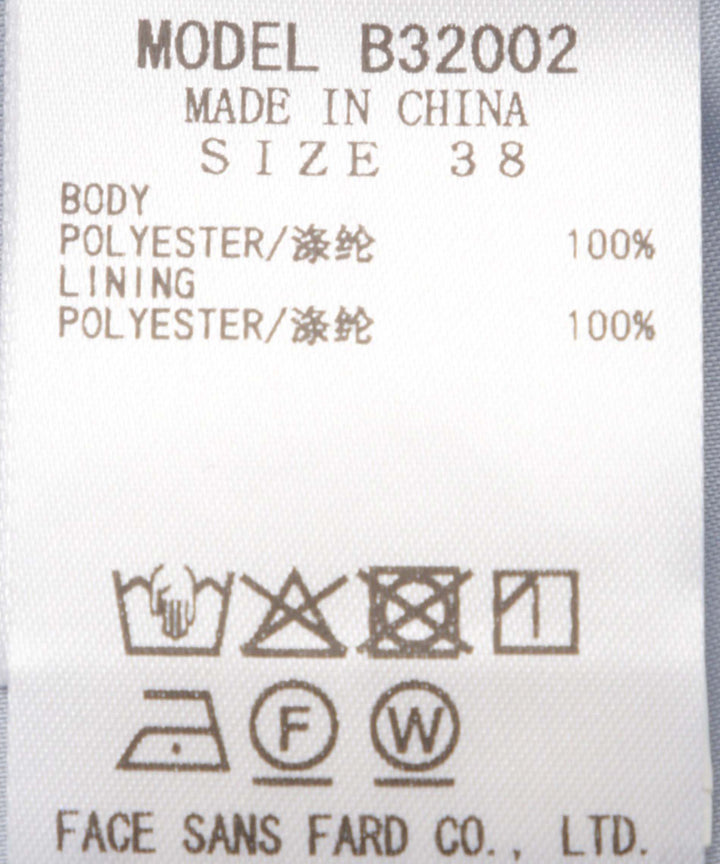 MODEL B32002
MADE IN CHINA
SIZE 38
BODY
POLYESTER/涤纶 100%
LINING
POLYESTER/涤纶 100%
F W
FACE SANS FARD CO., LTD.